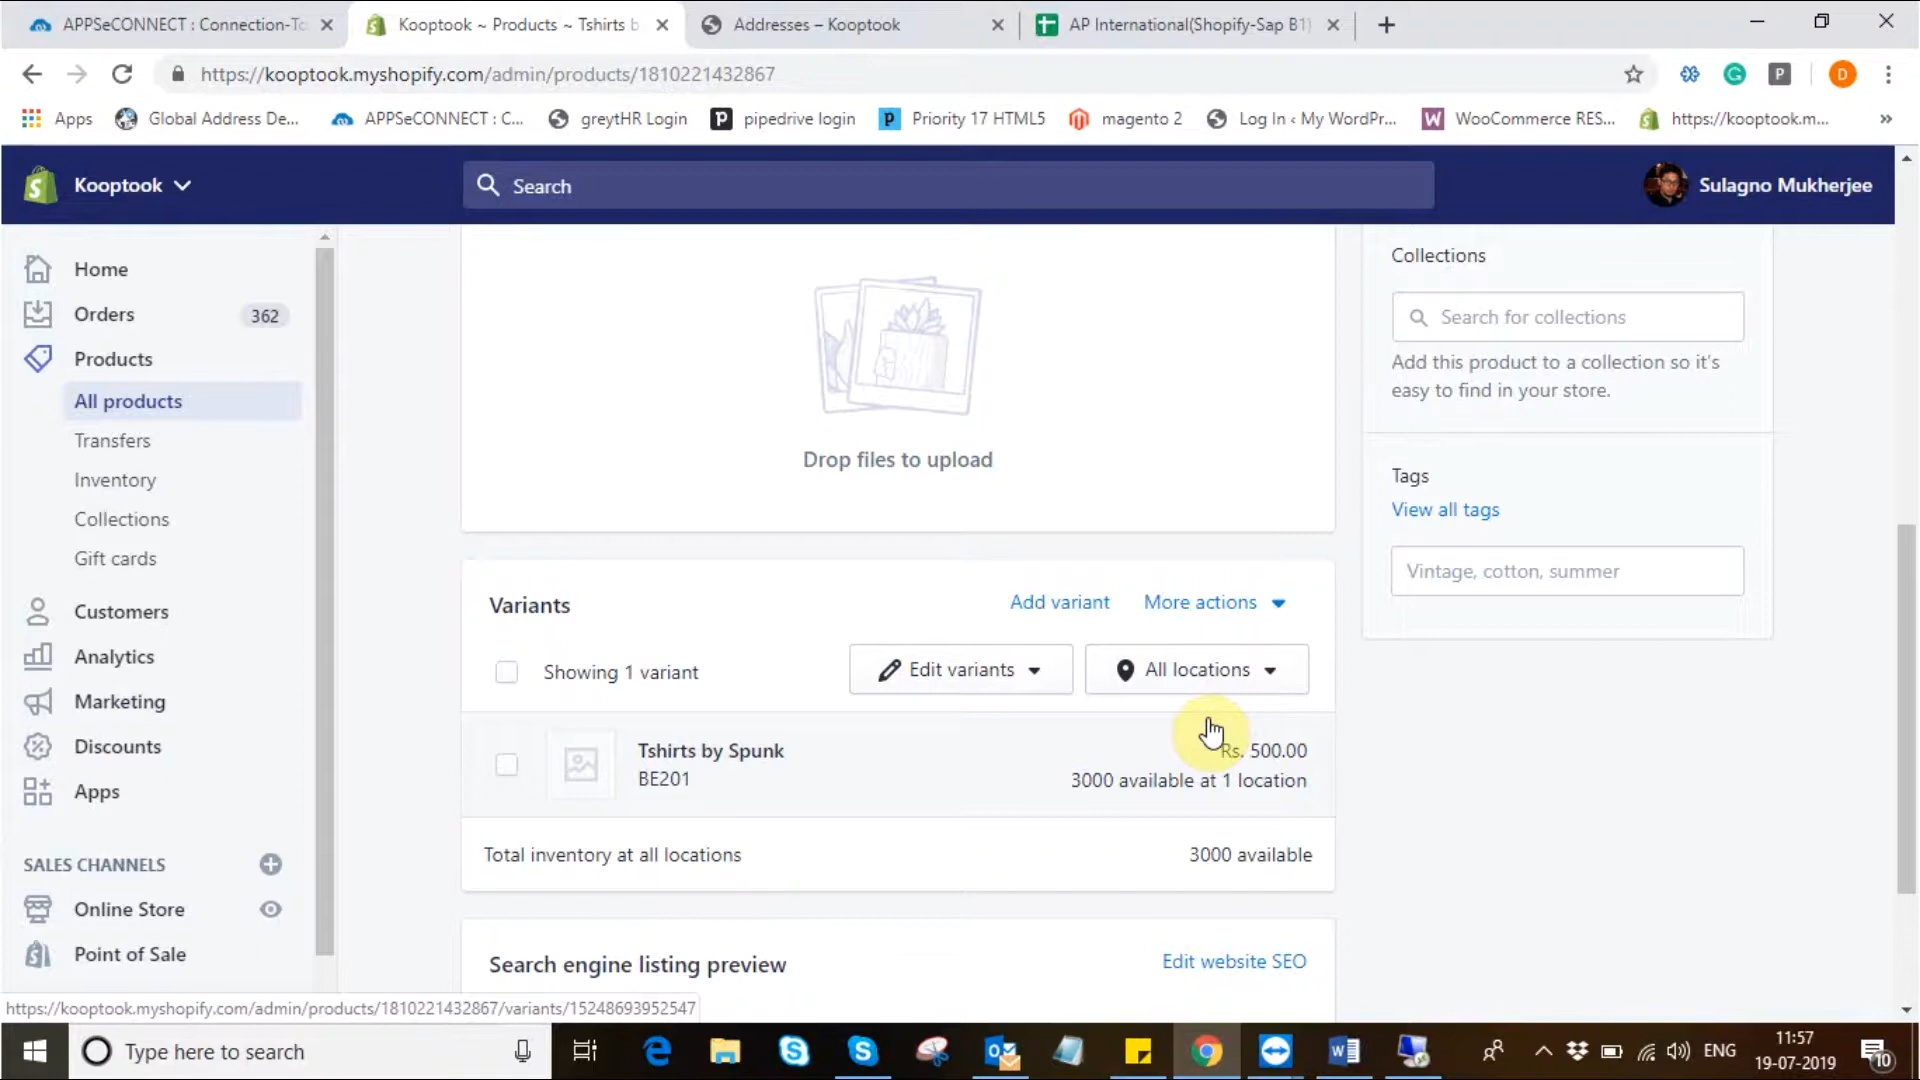 APPSeCONNECT : Connection-To
Kooptook ~ Products ~ Tshirts b
Addresses – Kooptook
AP International(Shopify-Sap B1)
https://kooptook.myshopify.com/admin/products/1810221432867
P
D
Apps
Global Address De...
APPSeCONNECT : C...
greytHR Login
pipedrive login
Priority 17 HTML5
magento 2
Log In ‹ My WordPr...
WooCommerce RES...
https://kooptook.m...
»
Kooptook
Search
Sulagno Mukherjee
Home
Orders
362
Products
All products
Transfers
Inventory
Collections
Gift cards
Customers
Analytics
Marketing
Discounts
Apps
SALES CHANNELS
Online Store
Point of Sale
Drop files to upload
Collections
Search for collections
Add this product to a collection so it's
easy to find in your store.
Tags
View all tags
Vintage, cotton, summer
Variants
Add variant
More actions
Showing 1 variant
Edit variants
All locations
Tshirts by Spunk
BE201
Rs. 500.00
3000 available at 1 location
Total inventory at all locations
3000 available
Search engine listing preview
Edit website SEO
https://kooptook.myshopify.com/admin/products/1810221432867/variants/15248693952547
Type here to search
ENG
11:57
19-07-2019
10